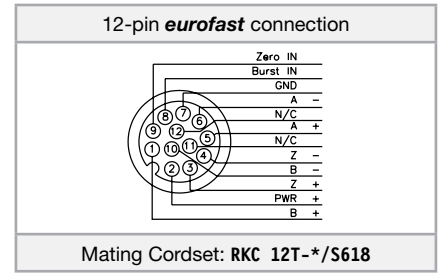 12-pin eurofast connection
Zero IN
Burst IN
GND
A -
N/C
A +
N/C
Z -
B -
Z +
PWR +
B +
8 7 6
9 12 5
1 10 11 4
2 3
Mating Cordset: RKC 12T-*/S618